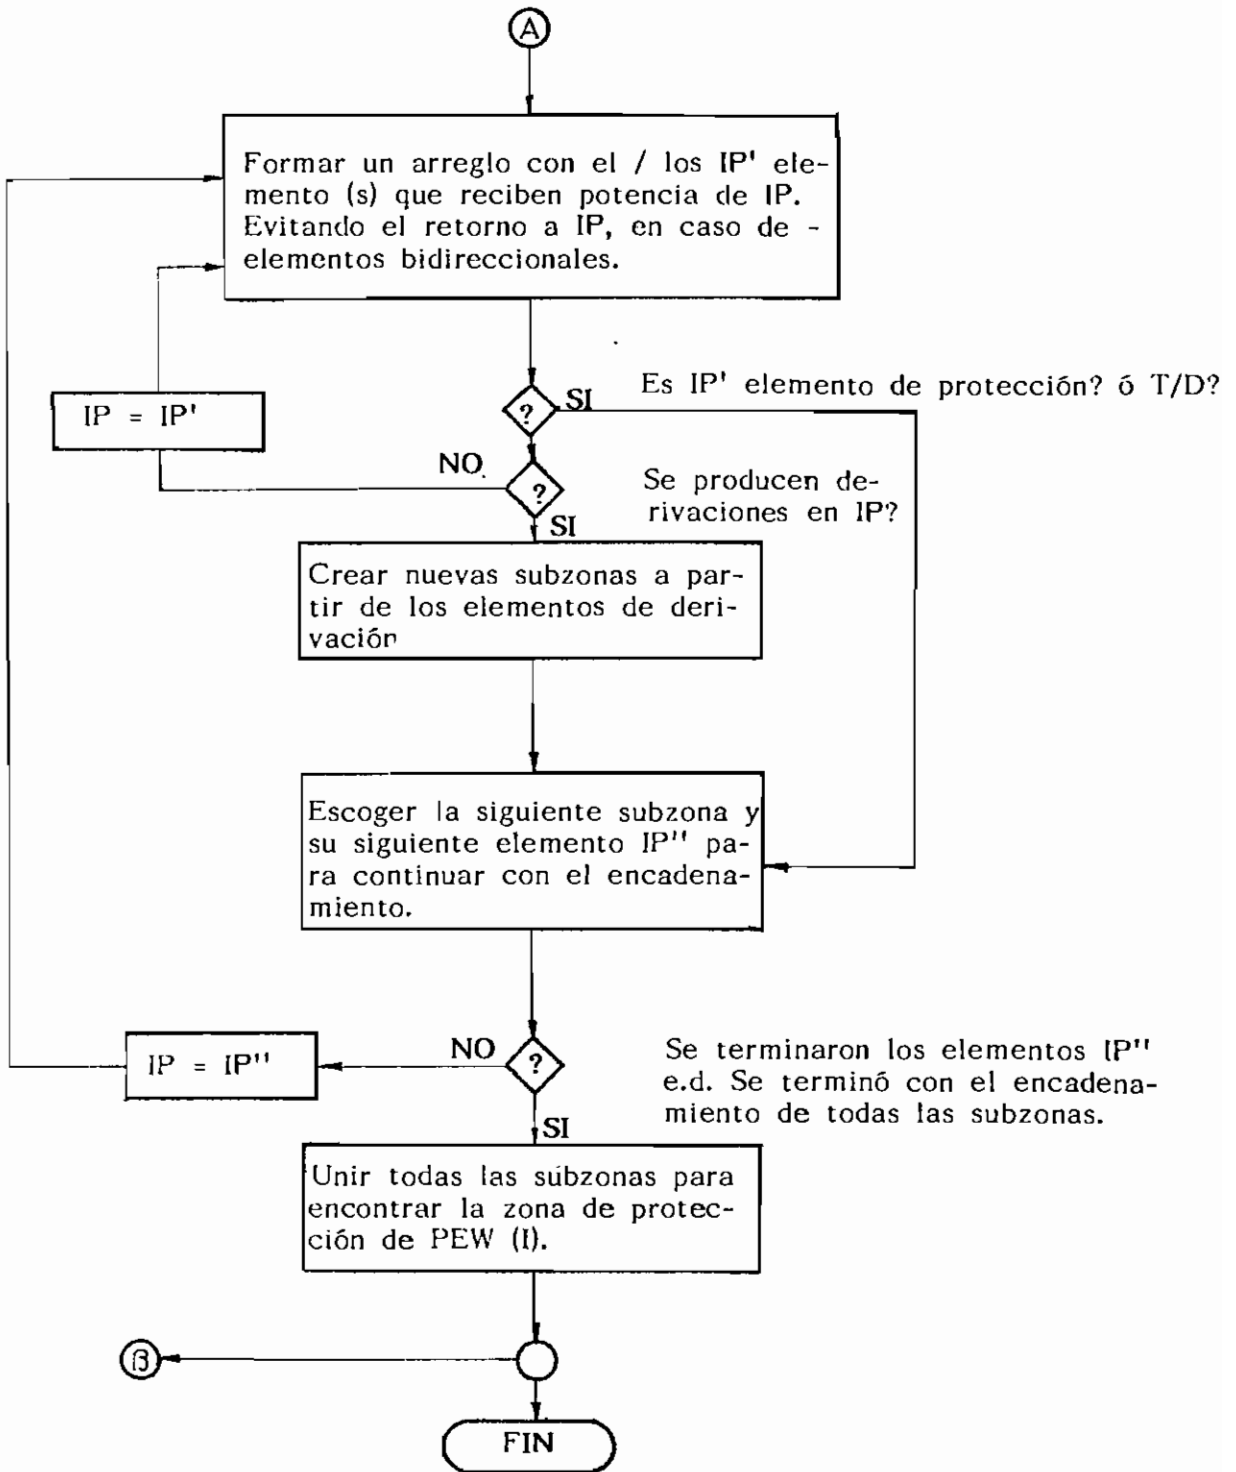 A
Formar un arreglo con el / los IP' ele-
mento (s) que reciben potencia de IP.
Evitando el retorno a IP, en caso de -
elementos bidireccionales.
Es IP' elemento de protección? ó T/D?
? SI
IP = IP'
NO
?
Se producen de-
rivaciones en IP?
SI
Crear nuevas subzonas a par-
tir de los elementos de deri-
vación
Escoger la siguiente subzona y
su siguiente elemento IP'' pa-
ra continuar con el encadena-
miento.
IP = IP''
NO
?
Se terminaron los elementos IP''
e.d. Se terminó con el encadena-
miento de todas las subzonas.
SI
Unir todas las subzonas para
encontrar la zona de protec-
ción de PEW (I).
B
FIN